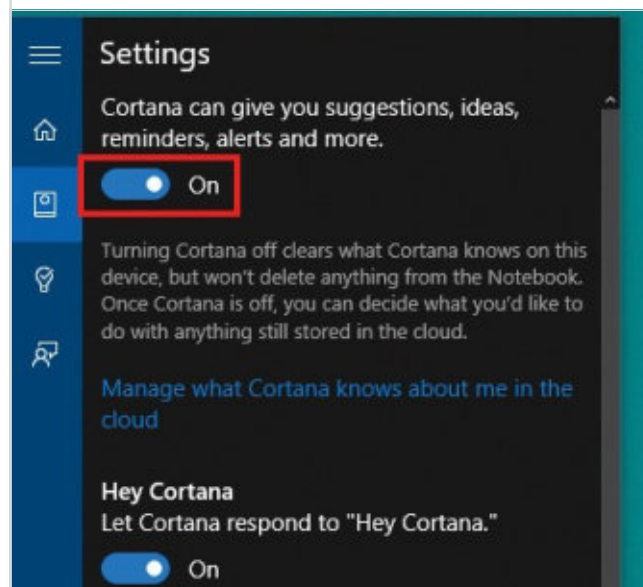 Settings
Cortana can give you suggestions, ideas,
reminders, alerts and more.
On
Turning Cortana off clears what Cortana knows on this
device, but won't delete anything from the Notebook.
Once Cortana is off, you can decide what you'd like to
do with anything still stored in the cloud.
Manage what Cortana knows about me in the
cloud
Hey Cortana
Let Cortana respond to "Hey Cortana."
On